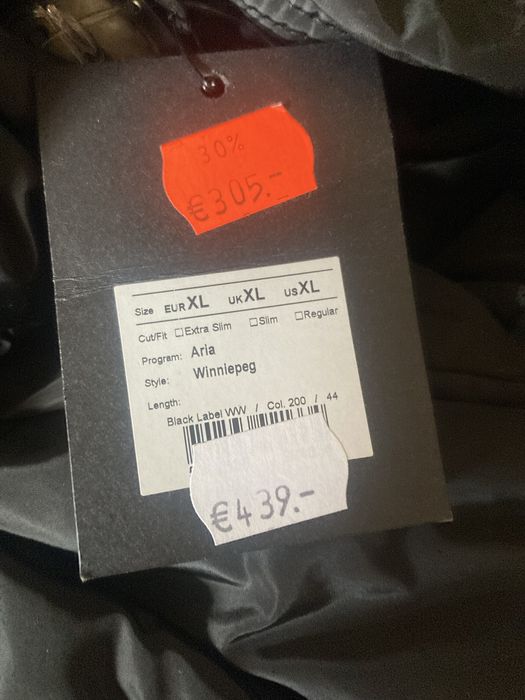 30%
€305.-
Size EUR XL UK XL US XL
Cut/Fit □Extra Slim □Slim □Regular
Program: Aria
Style: Winniepeg
Length:
Black Label WW / Col. 200 / 44
€439.-